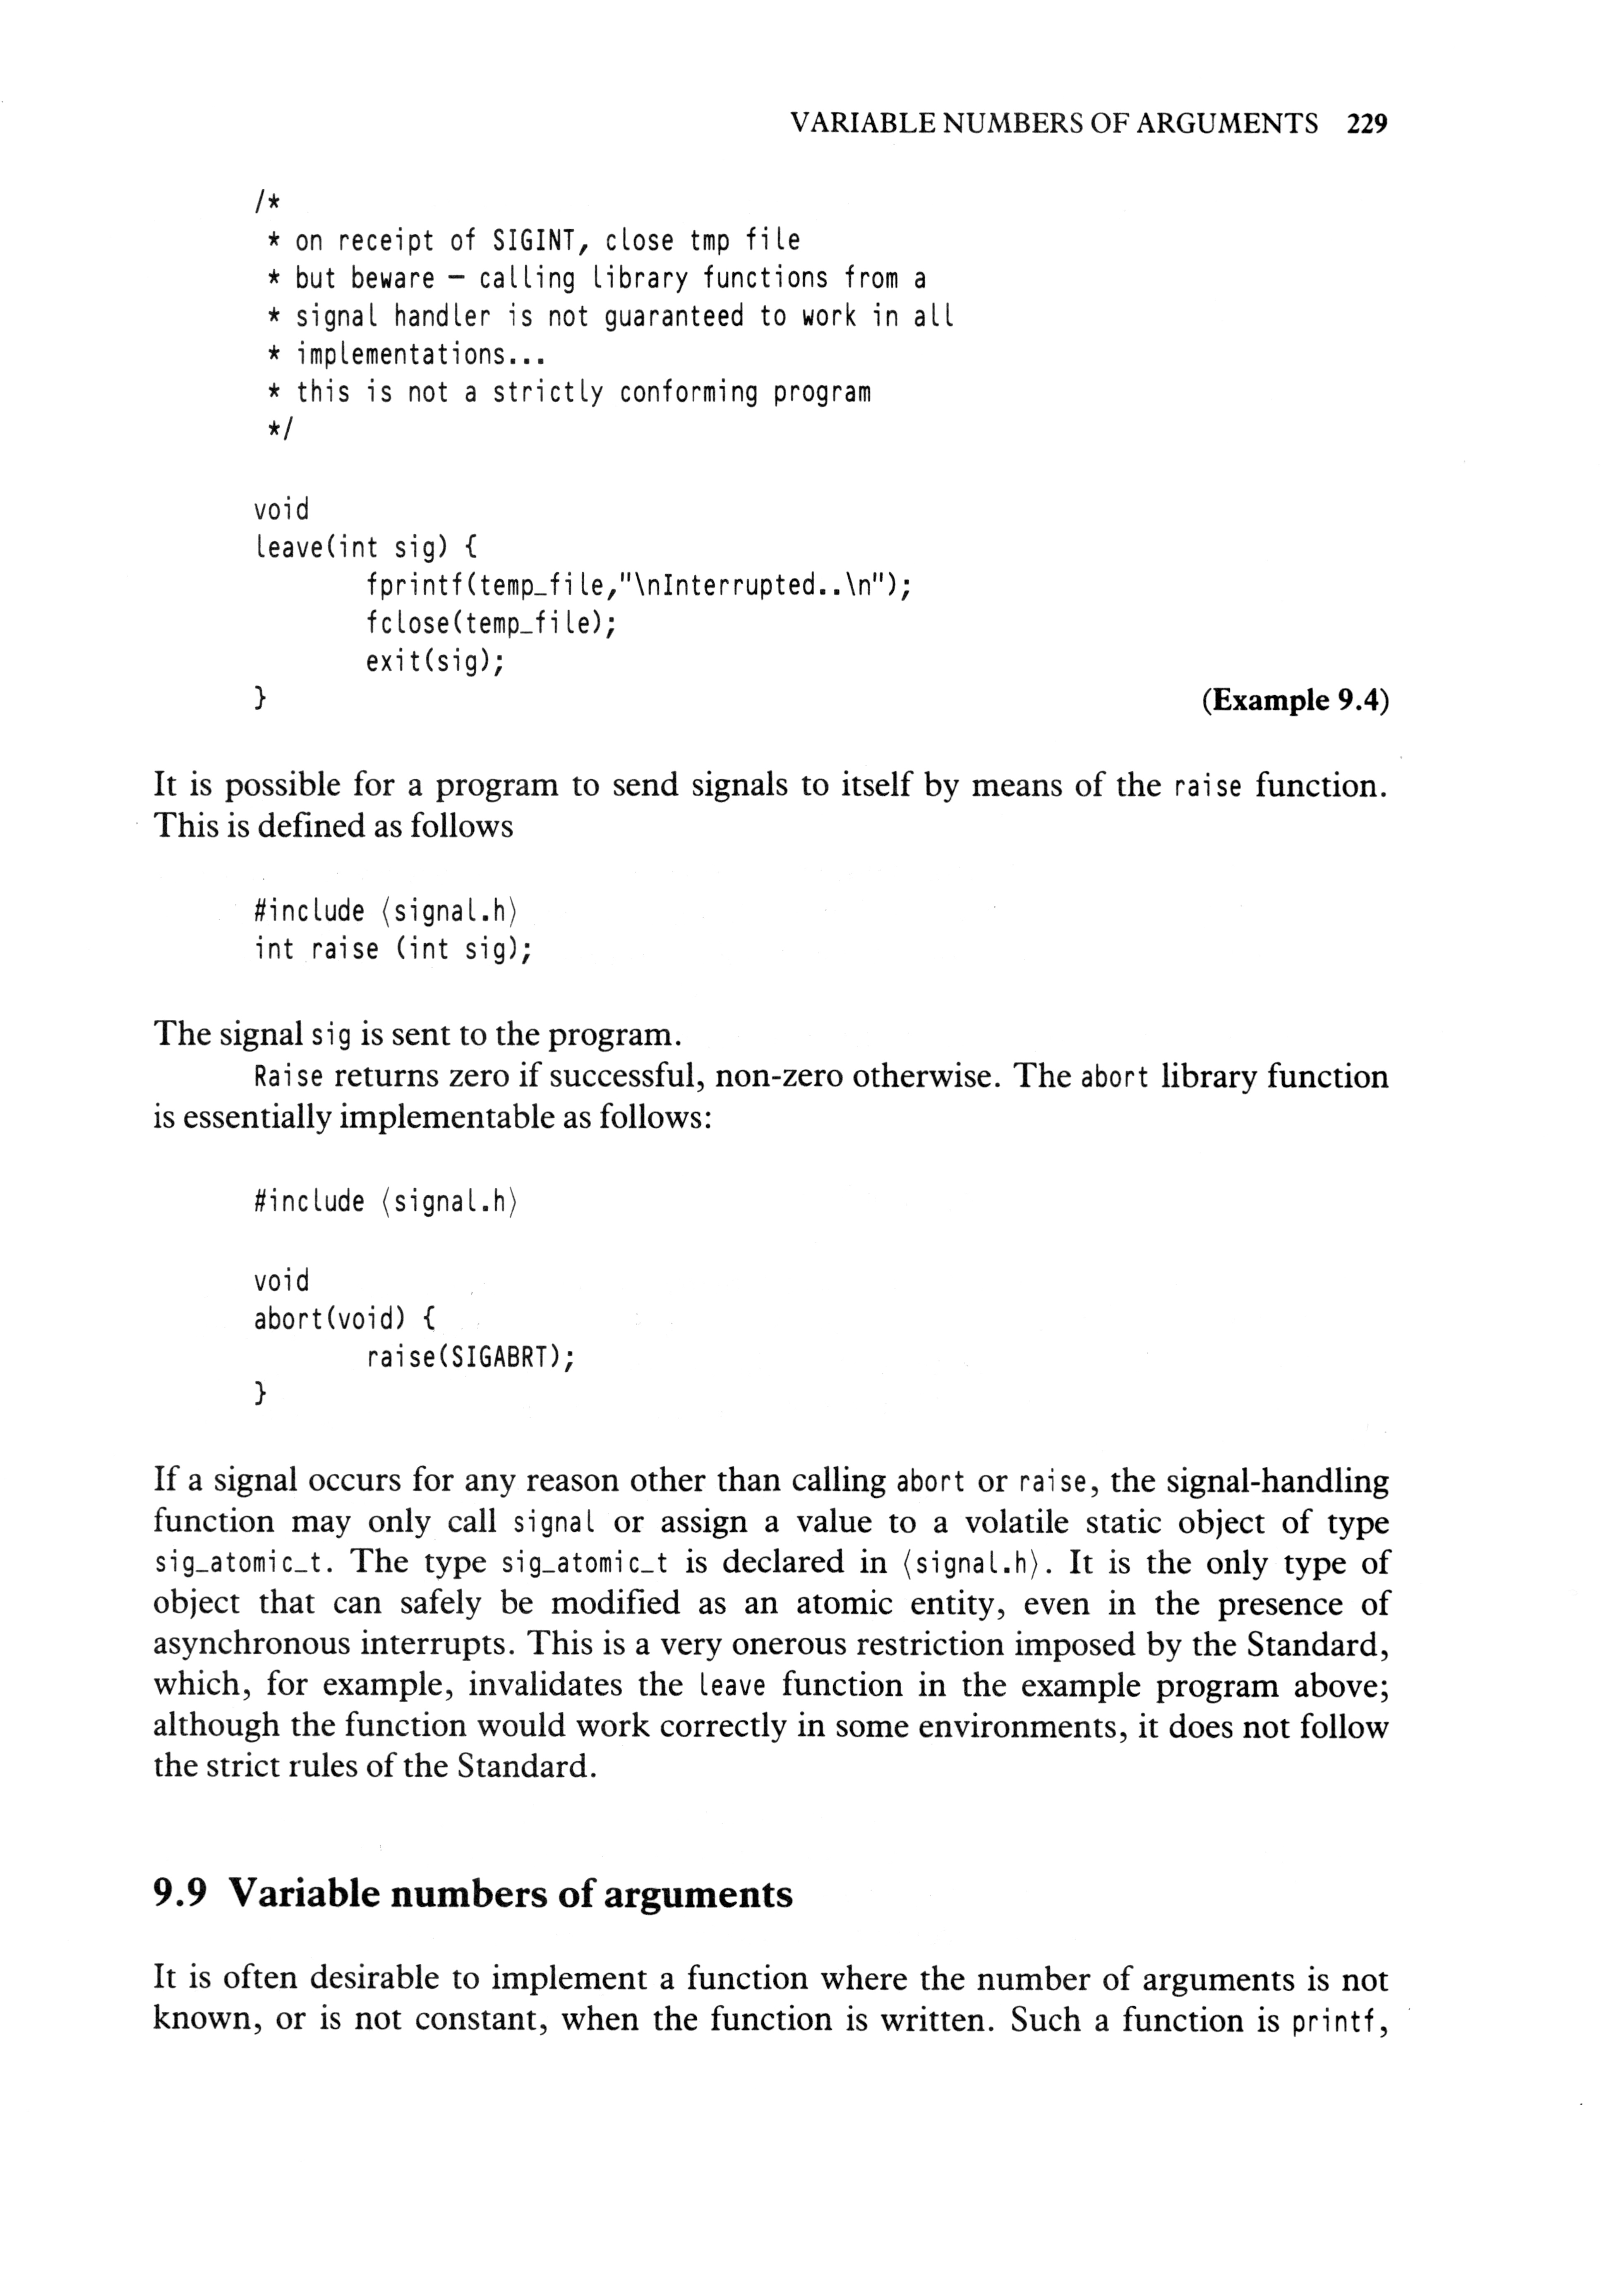 VARIABLE NUMBERS OF ARGUMENTS 229
/*
 * on receipt of SIGINT, close tmp file
 * but beware – calling library functions from a
 * signal handler is not guaranteed to work in all
 * implementations...
 * this is not a strictly conforming program
 */
void
leave(int sig) {
        fprintf(temp_file,"\nInterrupted..\n");
        fclose(temp_file);
        exit(sig);
} (Example 9.4)
It is possible for a program to send signals to itself by means of the raise function.
This is defined as follows
#include ⟨signal.h⟩
int raise (int sig);
The signal sig is sent to the program.
Raise returns zero if successful, non-zero otherwise. The abort library function
is essentially implementable as follows:
#include ⟨signal.h⟩
void
abort(void) {
        raise(SIGABRT);
}
If a signal occurs for any reason other than calling abort or raise, the signal-handling
function may only call signal or assign a value to a volatile static object of type
sig_atomic_t. The type sig_atomic_t is declared in ⟨signal.h⟩. It is the only type of
object that can safely be modified as an atomic entity, even in the presence of
asynchronous interrupts. This is a very onerous restriction imposed by the Standard,
which, for example, invalidates the leave function in the example program above;
although the function would work correctly in some environments, it does not follow
the strict rules of the Standard.
9.9 Variable numbers of arguments
It is often desirable to implement a function where the number of arguments is not
known, or is not constant, when the function is written. Such a function is printf,